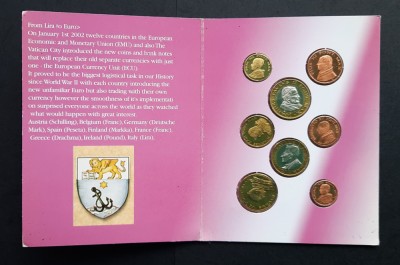 From Lira to Euro+
On January 1st 2002 twelve countries in the European
Economic and Monetary Union (EMU) and also The
Vatican City introduced the new coins and bank notes
that will replace their old separate currencies with just
one - the European Currency Unit (ECU).
It proved to be the biggest logistical task in our History
since World War II with each country introducing the
new unfamiliar Euro but also trading with their own
currency however the smoothness of its implementati
on surprised everyone across the world as they watched
what would happen with great interest.
Austria (Schilling), Belgium (Franc), Germany (Deutsche
Mark), Spain (Peseta), Finland (Markka), France (Franc),
Greece (Drachma), Ireland (Pound), Italy (Lira)